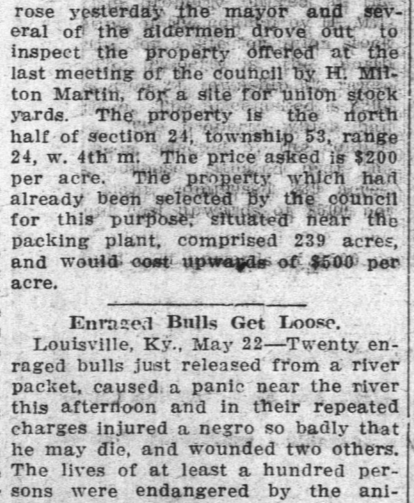 rose yesterday the mayor and sev-
eral of the aldermen drove out to
inspect the property offered at the
last meeting of the council by H. Mil-
ton Martin, for a site for union stock
yards. The property is the north
half of section 24, township 53, range
24, w. 4th m. The price asked is $200
per acre. The property which had
already been selected by the council
for this purpose, situated near the
packing plant, comprised 239 acres,
and would cost upwards of $500 per
acre.
Enraged Bulls Get Loose.
Louisville, Ky., May 22—Twenty en-
raged bulls just released from a river
packet, caused a panic near the river
this afternoon and in their repeated
charges injured a negro so badly that
he may die, and wounded two others.
The lives of at least a hundred per-
sons were endangered by the ani-